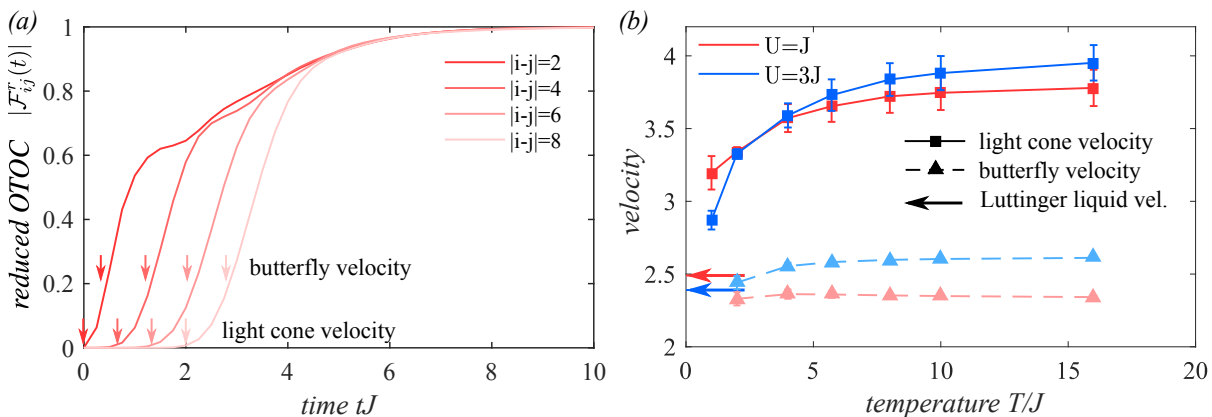 (a)
reduced OTOC |𝓕ʳᵢⱼ(t)|
1
0.8
0.6
0.4
0.2
0
|i-j|=2
|i-j|=4
|i-j|=6
|i-j|=8
butterfly velocity
light cone velocity
0 2 4 6 8 10
time tJ
(b)
velocity
4
3.5
3
2.5
2
U=J
U=3J
light cone velocity
butterfly velocity
Luttinger liquid vel.
0 5 10 15 20
temperature T/J